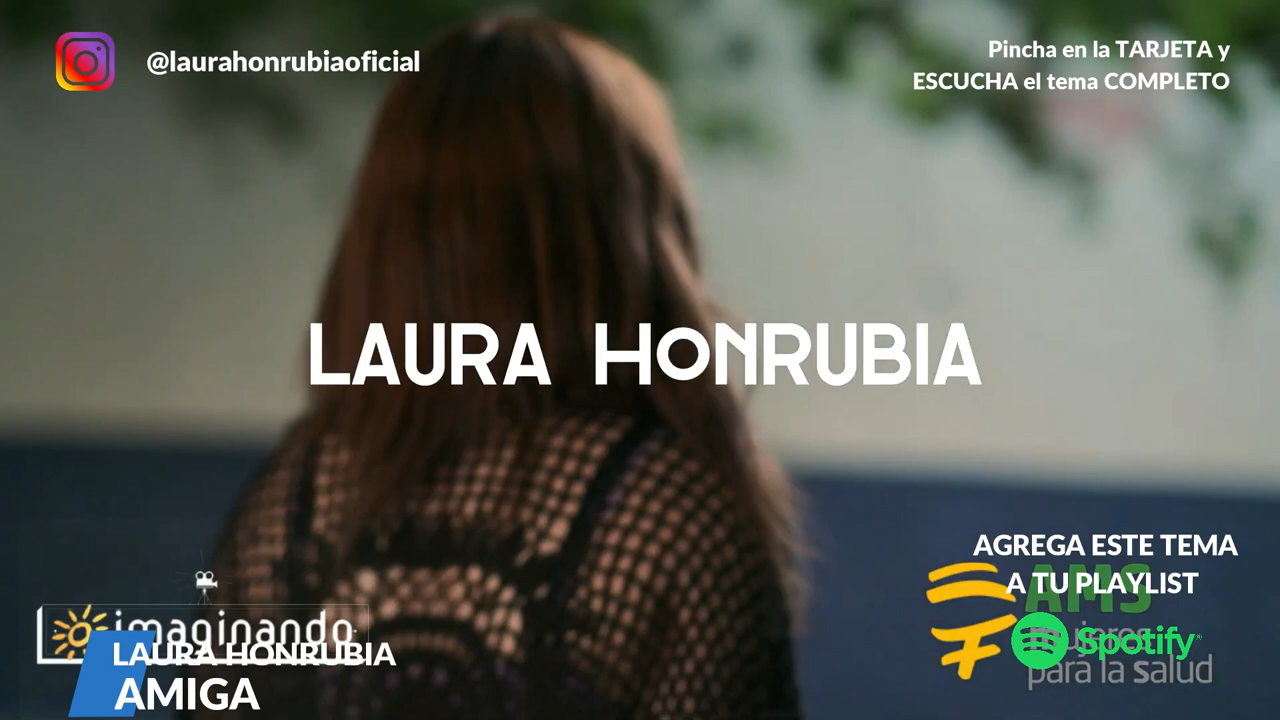 @laurahonrubiaoficial
Pincha en la TARJETA y
ESCUCHA el tema COMPLETO
LAURA HONRUBIA
AGREGA ESTE TEMA
A TU PLAYLIST
AMS
Spotify
para la salud
imaginando
LAURA HONRUBIA
AMIGA